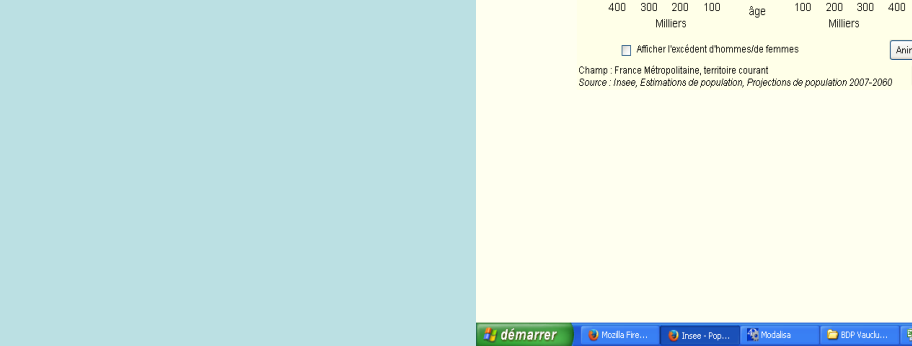 400 300 200 100 âge 100 200 300 400
Milliers Milliers
Afficher l'excédent d'hommes/de femmes
Champ : France Métropolitaine, territoire courant
Source : Insee, Estimations de population, Projections de population 2007-2060
démarrer Mozilla Fire... Insee - Pop... Modalisa BDP Vauclu...